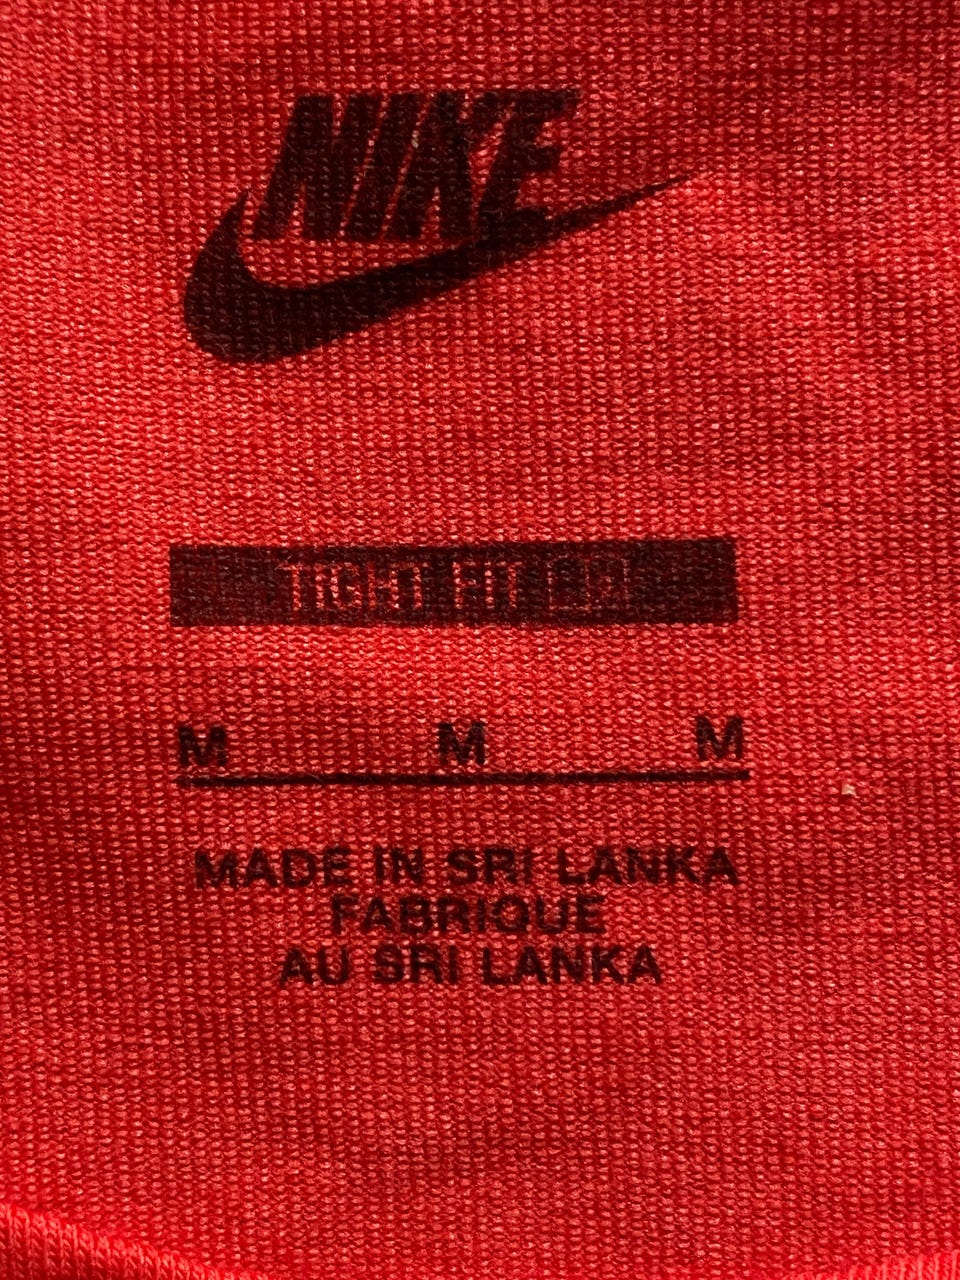 NIKE
TIGHT FIT
M M M
MADE IN SRI LANKA
FABRIQUE
AU SRI LANKA